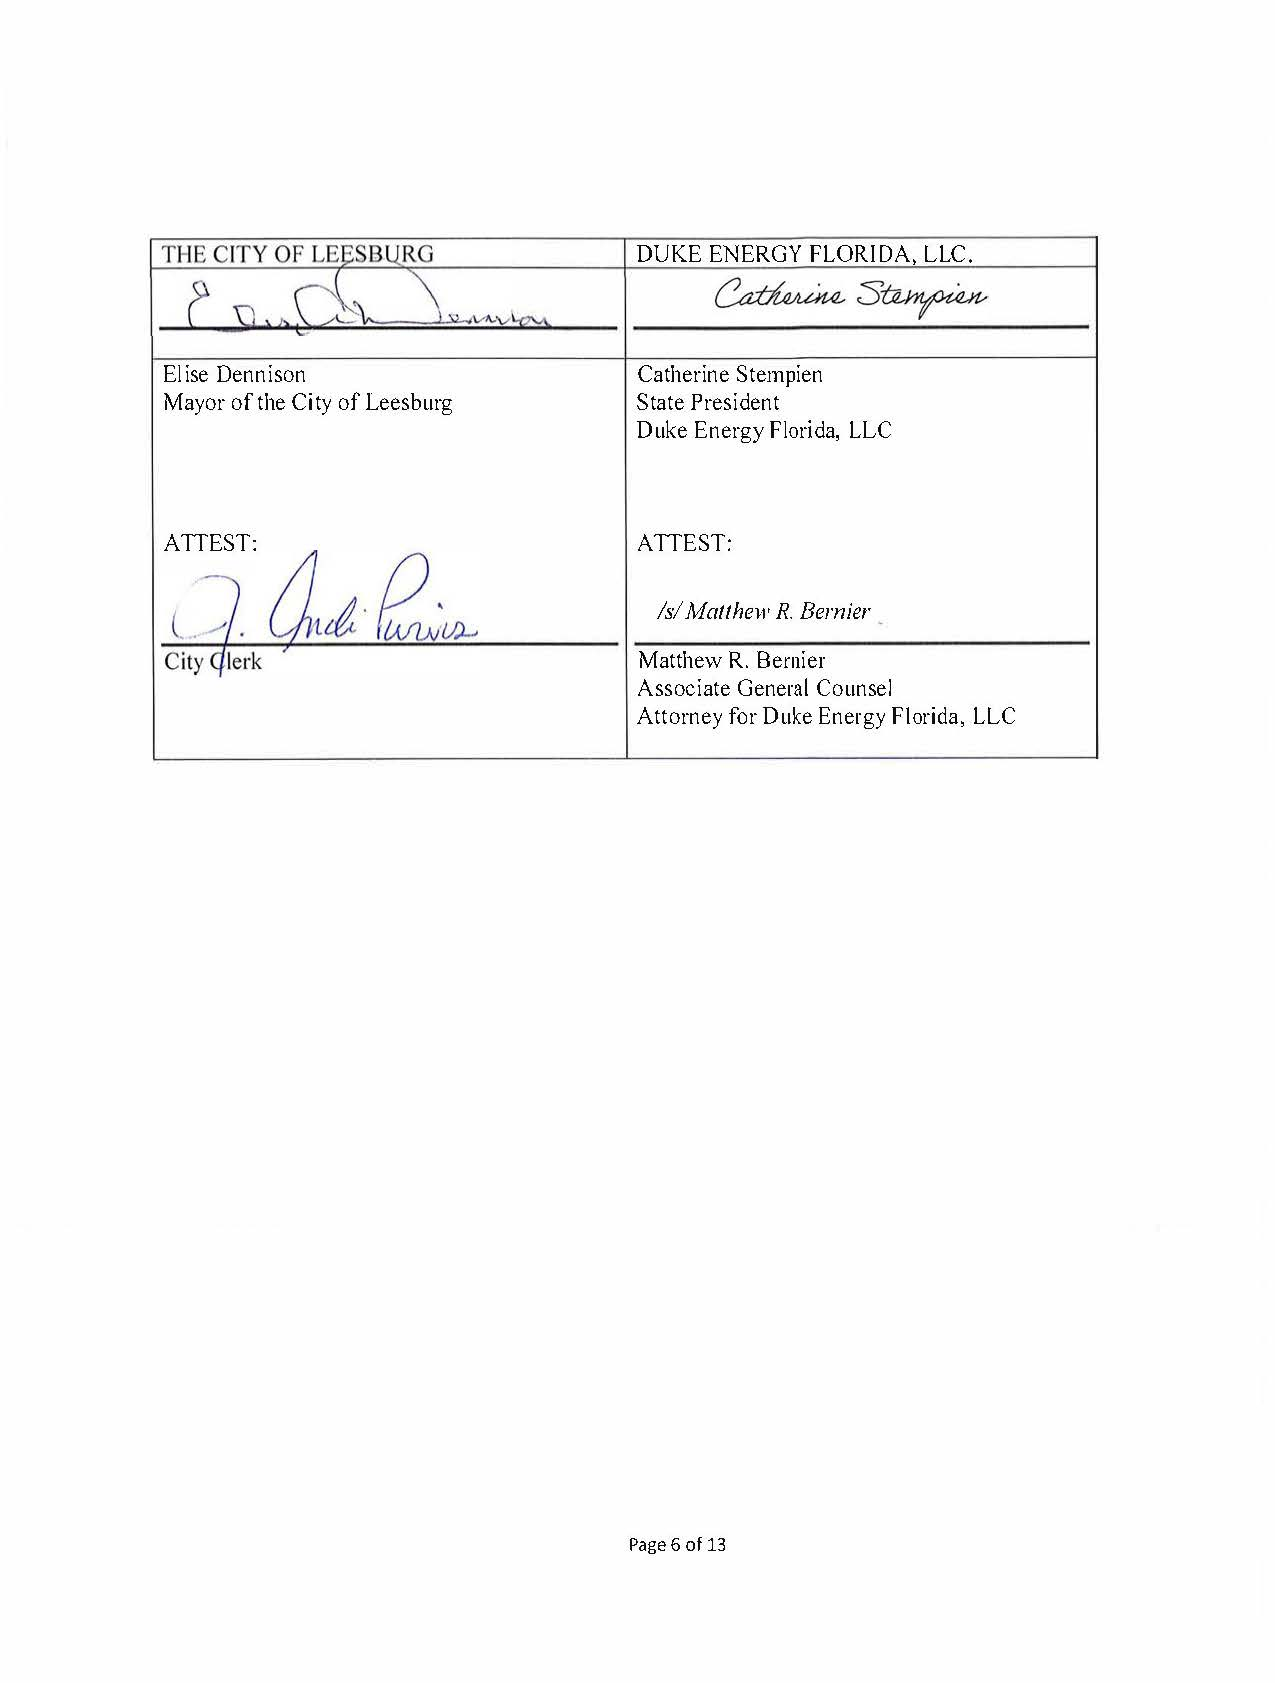 THE CITY OF LEESBURG
DUKE ENERGY FLORIDA, LLC.
Catherine Stempien
Elise Dennison
Mayor of the City of Leesburg
Catherine Stempien
State President
Duke Energy Florida, LLC
ATTEST:
J. Andi Purvis
City Clerk
ATTEST:
/s/ Matthew R. Bernier
Matthew R. Bernier
Associate General Counsel
Attorney for Duke Energy Florida, LLC
Page 6 of 13